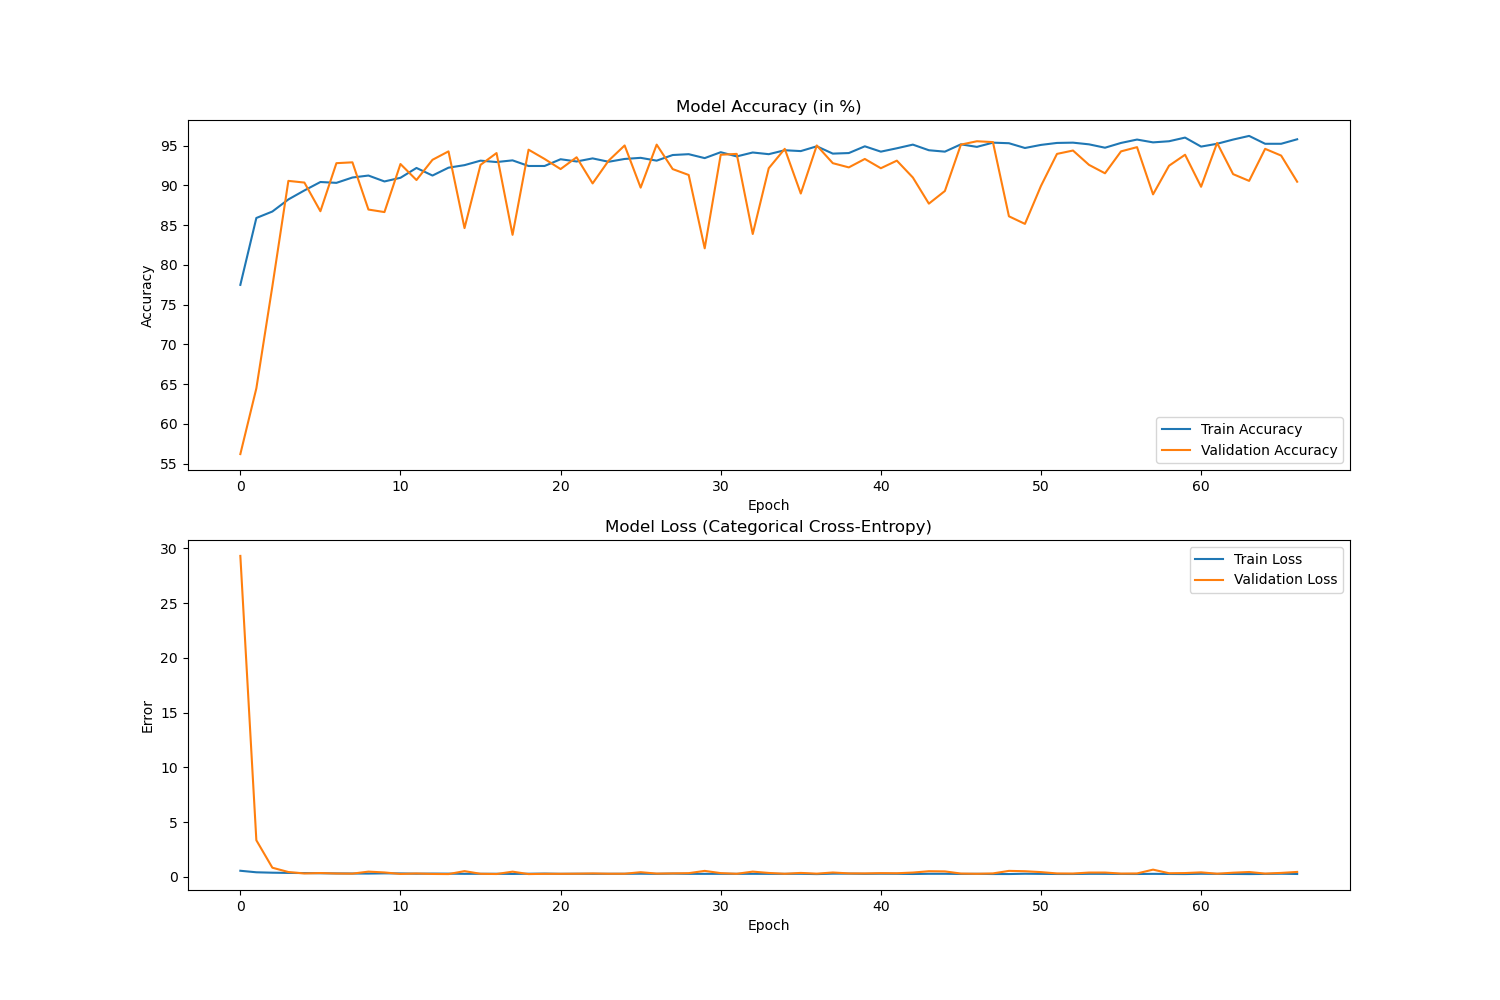 Model Accuracy (in %)
Accuracy
95
90
85
80
75
70
65
60
55
Train Accuracy
Validation Accuracy
0 10 20 30 40 50 60
Epoch
Model Loss (Categorical Cross-Entropy)
Error
30
25
20
15
10
5
0
Train Loss
Validation Loss
0 10 20 30 40 50 60
Epoch